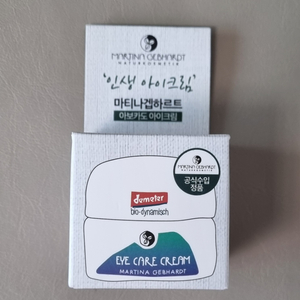 MARTINA GEBHARDT
NATURKOSMETIK
'인생 아이크림'
마티나겝하르트
아보카도 아이크림
MARTINA GEBHARDT
공식수입
정품
demeter
bio-dynamisch
EYE CARE CREAM
MARTINA GEBHARDT